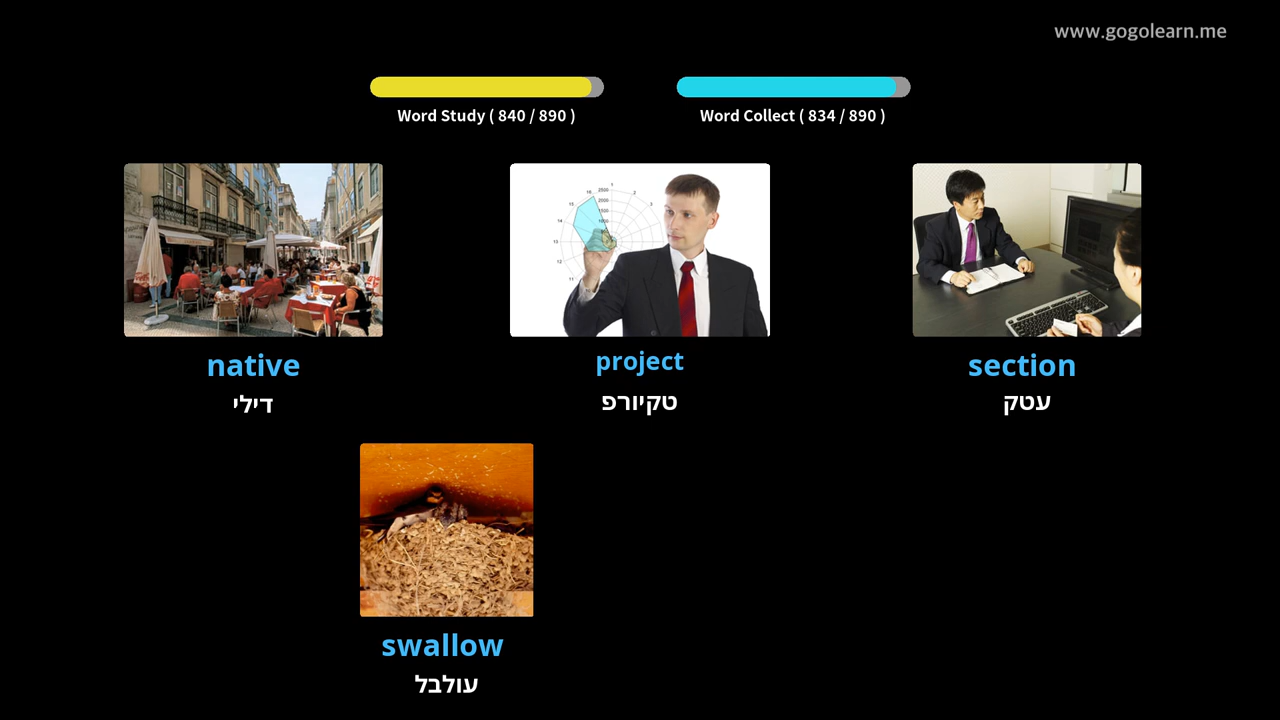 www.gogolearn.me
Word Study ( 840 / 890 )
Word Collect ( 834 / 890 )
native
דילי
project
טקיורפ
section
עטק
swallow
עולבל